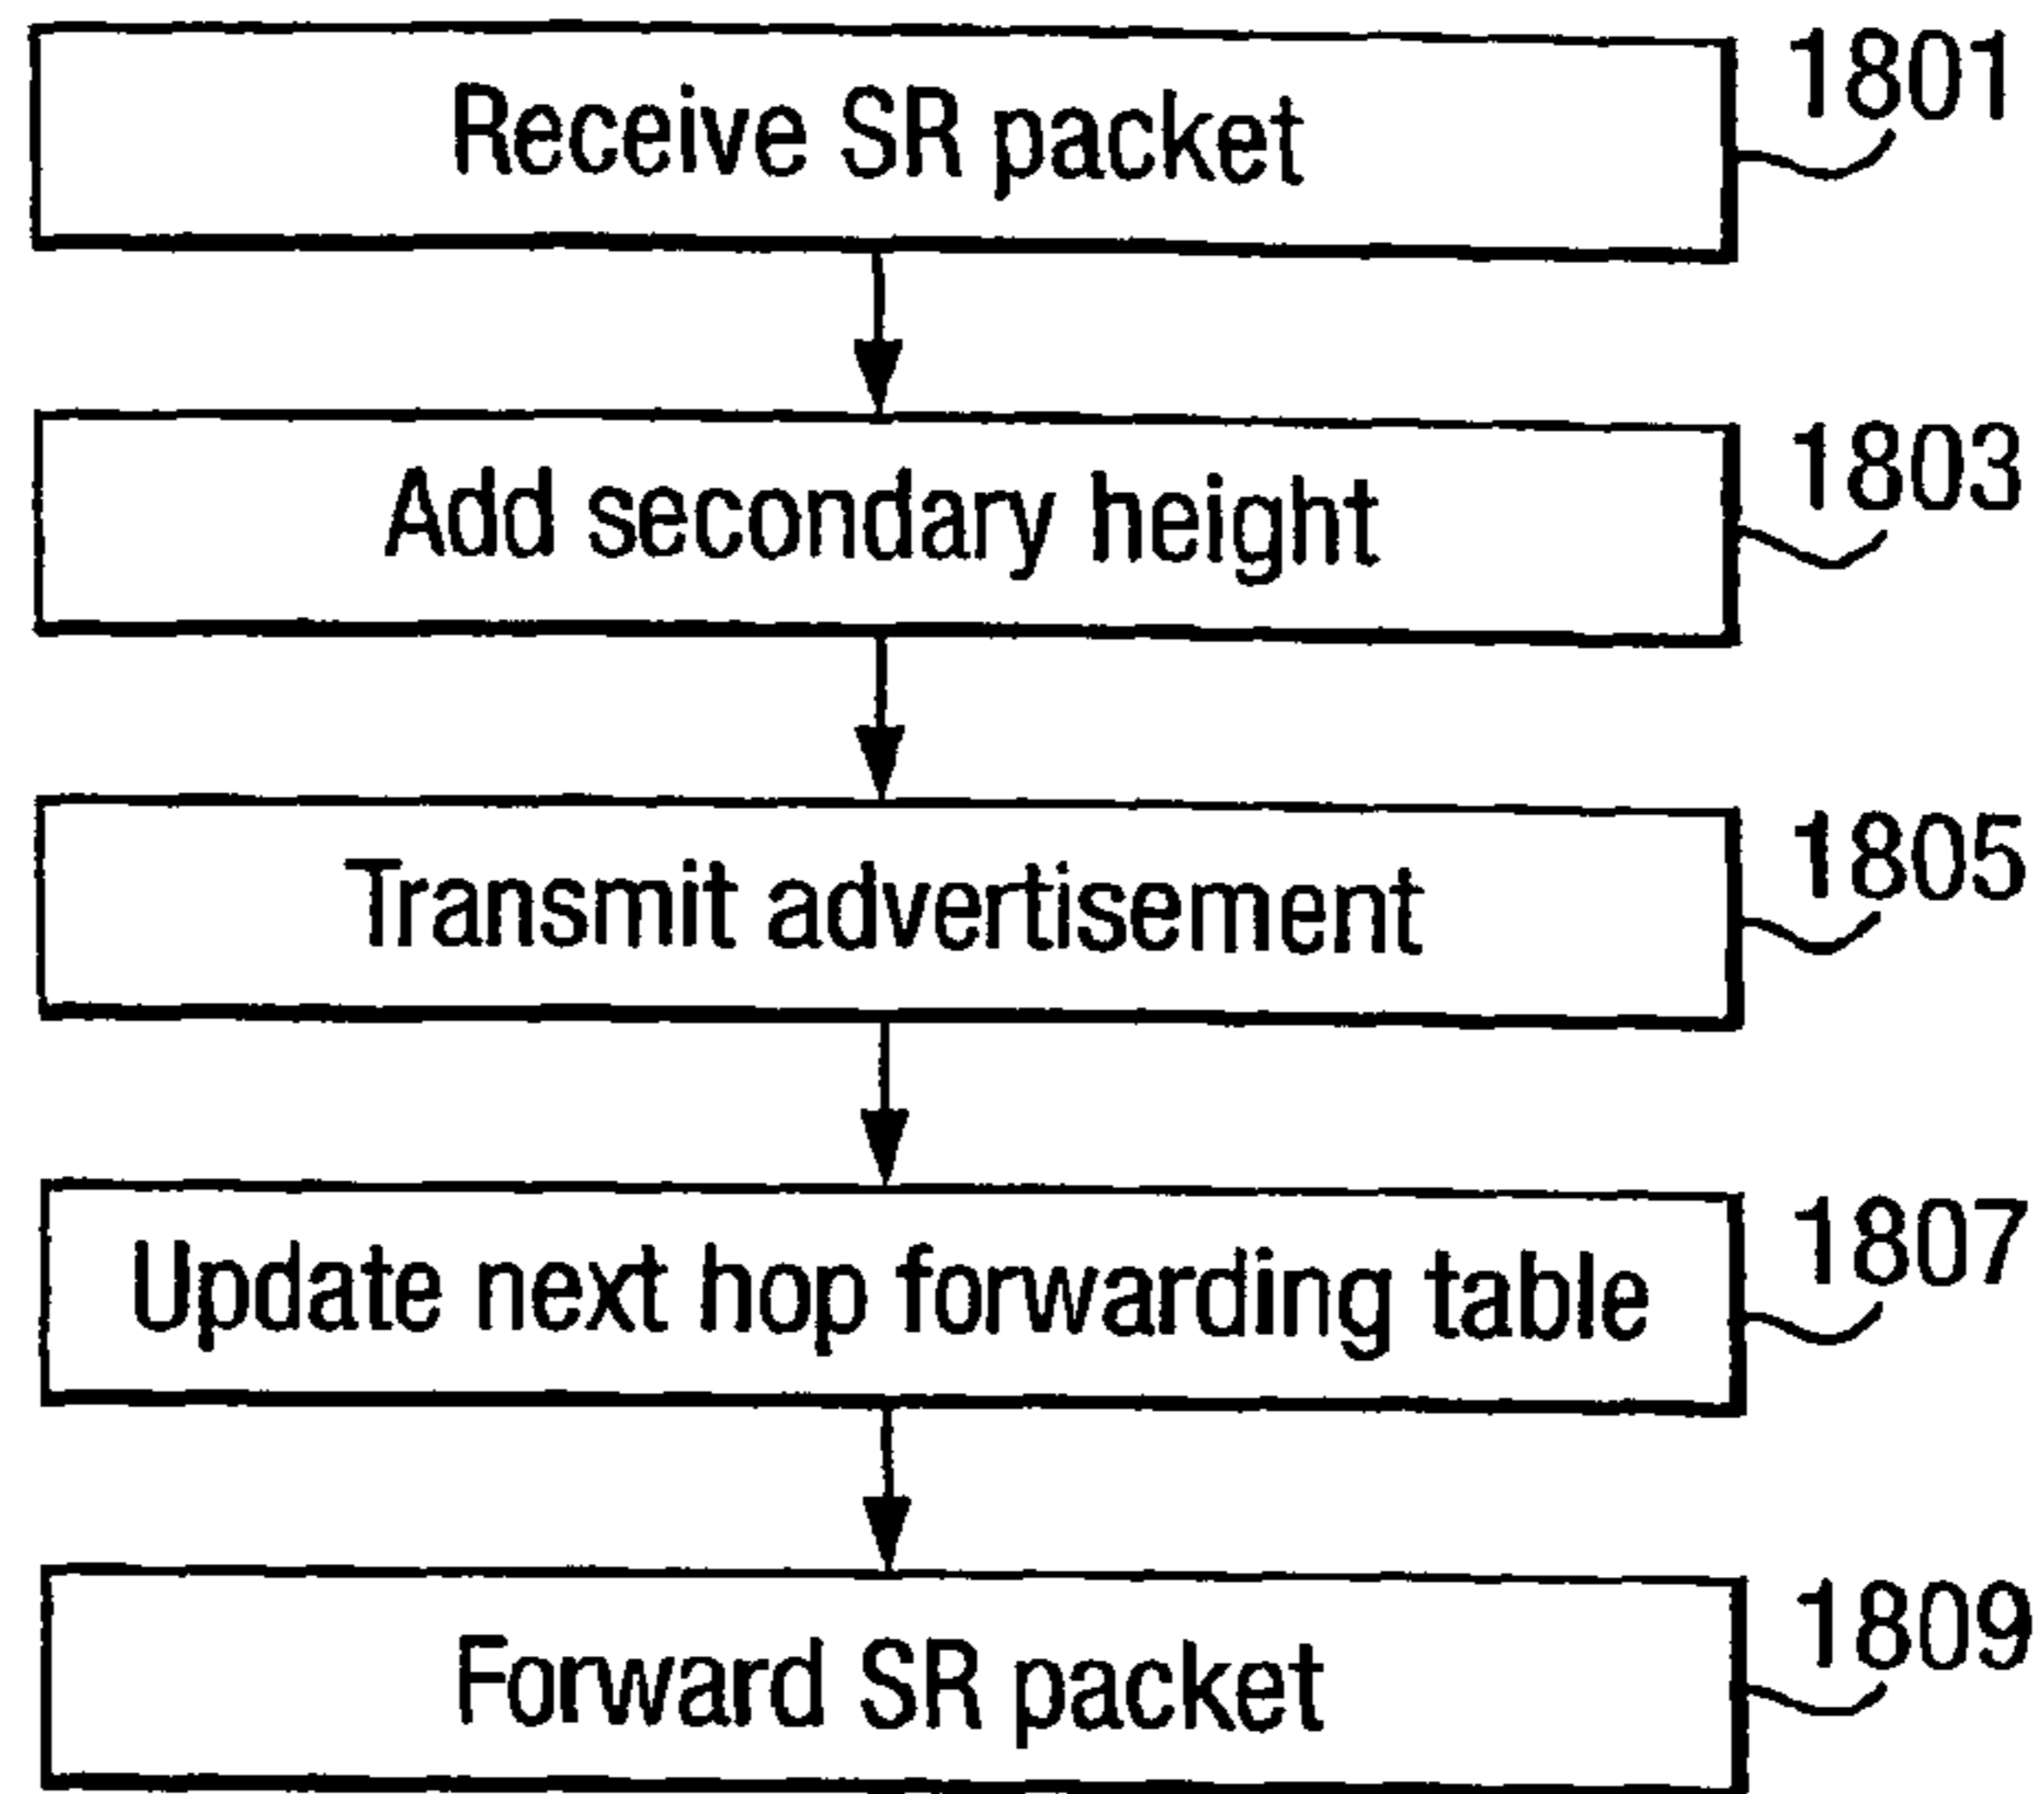 Receive SR packet
1801
Add secondary height
1803
Transmit advertisement
1805
Update next hop forwarding table
1807
Forward SR packet
1809